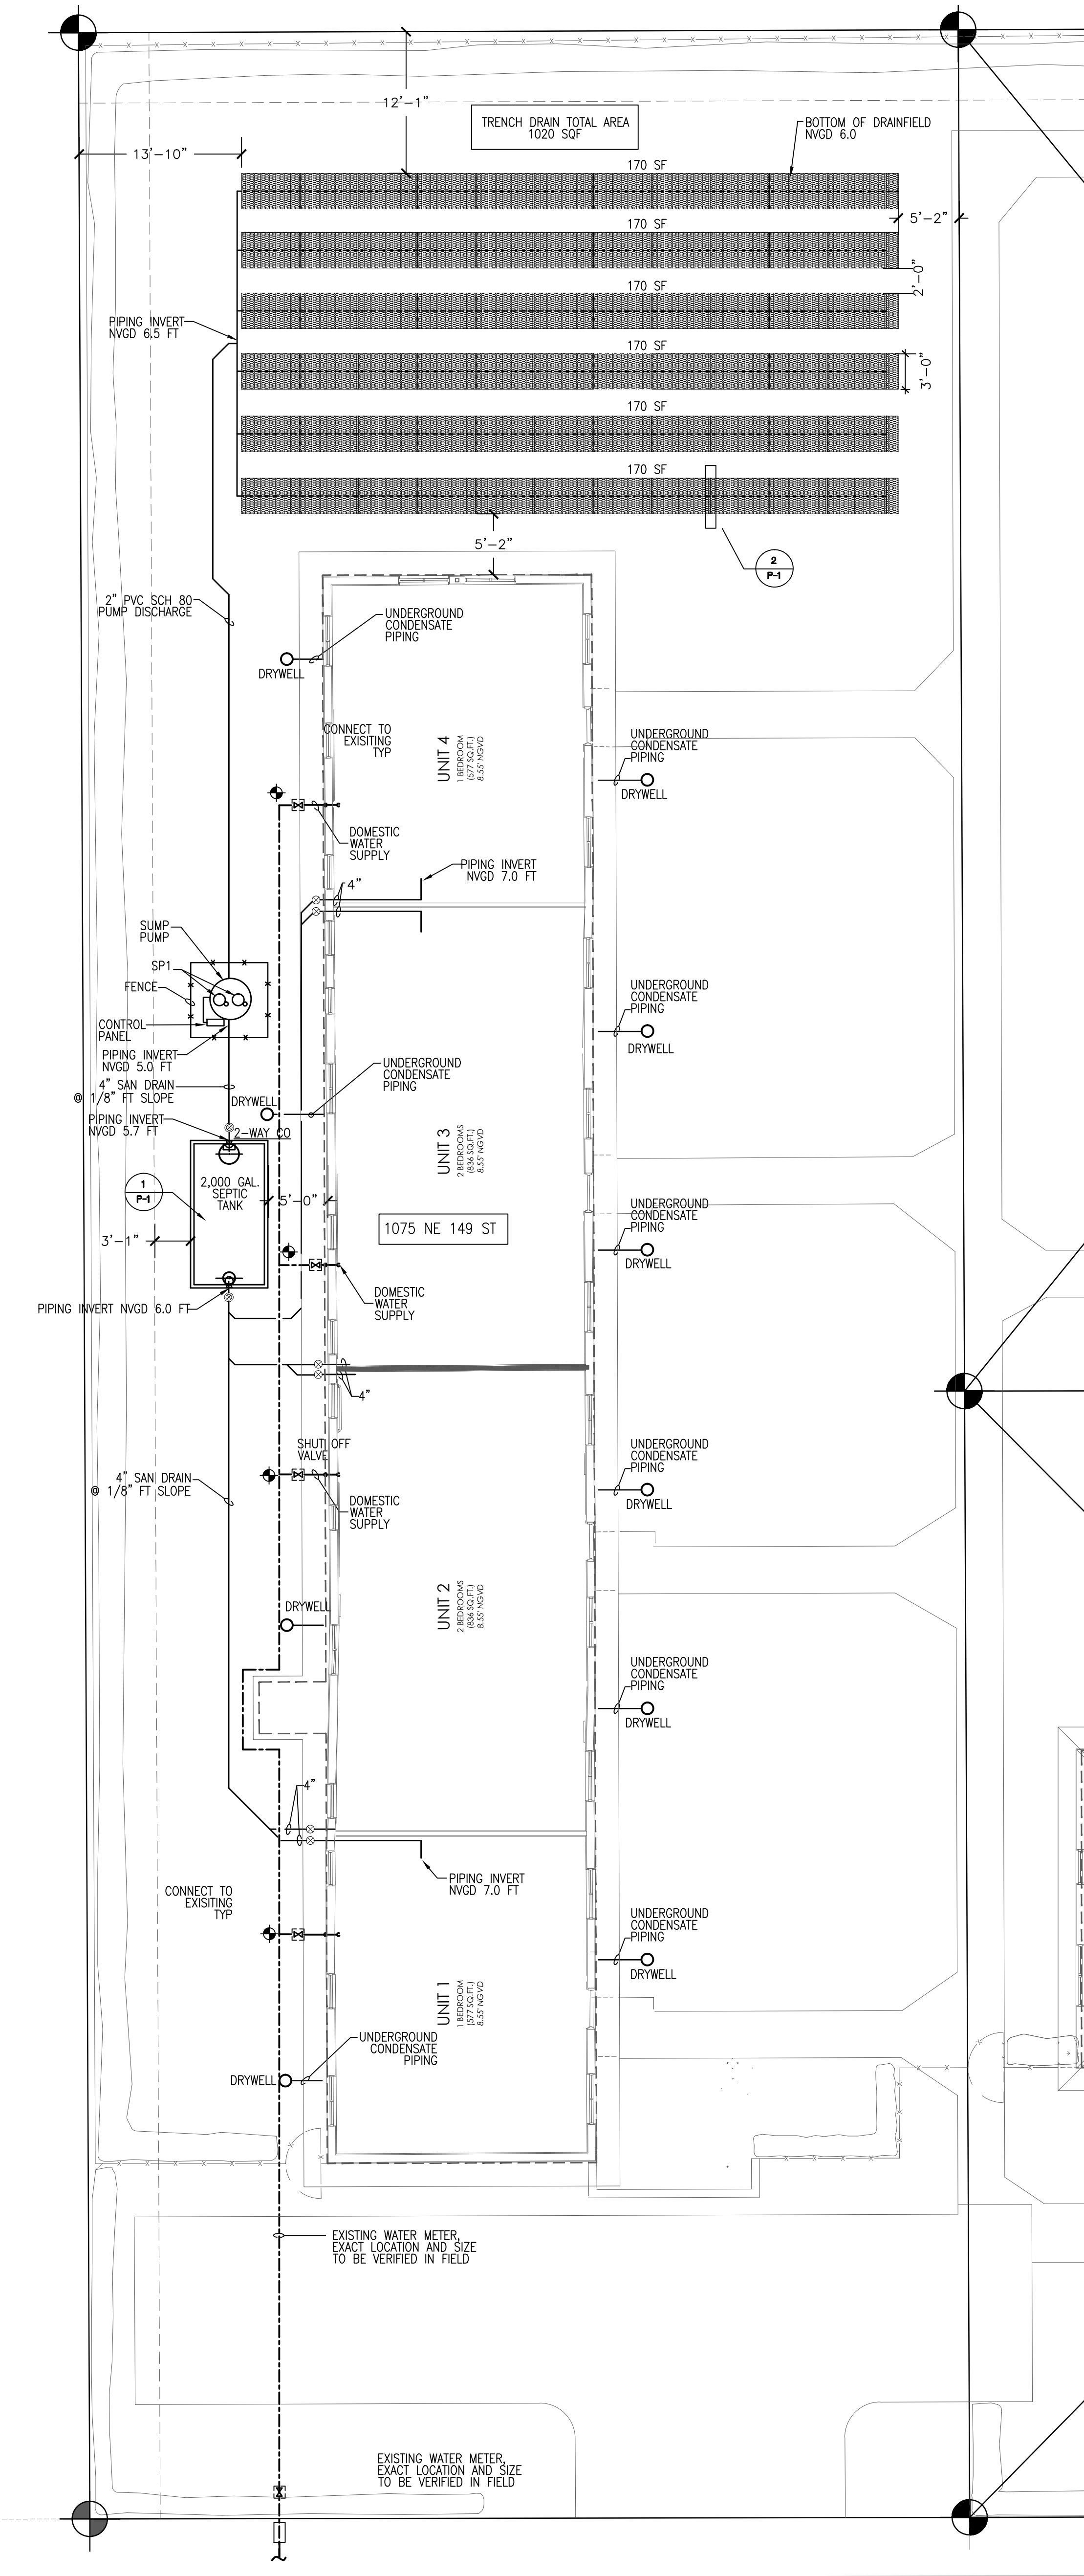 12'-1"
TRENCH DRAIN TOTAL AREA
1020 SQF
BOTTOM OF DRAINFIELD
NVGD 6.0
13'-10"
170 SF
5'-2"
170 SF
2'-0"
170 SF
PIPING INVERT
NVGD 6.5 FT
170 SF
3'-0"
170 SF
170 SF
5'-2"
2
P-1
2" PVC SCH 80
PUMP DISCHARGE
UNDERGROUND
CONDENSATE
PIPING
DRYWELL
CONNECT TO
EXISITING
TYP
UNIT 4
1 BEDROOM
(577 SQ.FT.)
8.55' NGVD
UNDERGROUND
CONDENSATE
PIPING
DRYWELL
DOMESTIC
WATER
SUPPLY
PIPING INVERT
NVGD 7.0 FT
4"
SUMP
PUMP
SP1
FENCE
CONTROL
PANEL
PIPING INVERT
NVGD 5.0 FT
UNDERGROUND
CONDENSATE
PIPING
DRYWELL
4" SAN DRAIN
@ 1/8" FT SLOPE
UNDERGROUND
CONDENSATE
PIPING
DRYWELL
PIPING INVERT
NVGD 5.7 FT
2-WAY CO
UNIT 3
2 BEDROOMS
(836 SQ.FT.)
8.55' NGVD
1
P-1
2,000 GAL.
SEPTIC
TANK
5'-0"
3'-1"
1075 NE 149 ST
UNDERGROUND
CONDENSATE
PIPING
DRYWELL
PIPING INVERT NVGD 6.0 FT
DOMESTIC
WATER
SUPPLY
4"
SHUT OFF
VALVE
4" SAN DRAIN
@ 1/8" FT SLOPE
DOMESTIC
WATER
SUPPLY
UNDERGROUND
CONDENSATE
PIPING
DRYWELL
DRYWELL
UNIT 2
2 BEDROOMS
(836 SQ.FT.)
8.55' NGVD
UNDERGROUND
CONDENSATE
PIPING
DRYWELL
4"
PIPING INVERT
NVGD 7.0 FT
CONNECT TO
EXISITING
TYP
UNDERGROUND
CONDENSATE
PIPING
DRYWELL
UNIT 1
1 BEDROOM
(577 SQ.FT.)
8.55' NGVD
UNDERGROUND
CONDENSATE
PIPING
DRYWELL
EXISTING WATER METER,
EXACT LOCATION AND SIZE
TO BE VERIFIED IN FIELD
EXISTING WATER METER,
EXACT LOCATION AND SIZE
TO BE VERIFIED IN FIELD